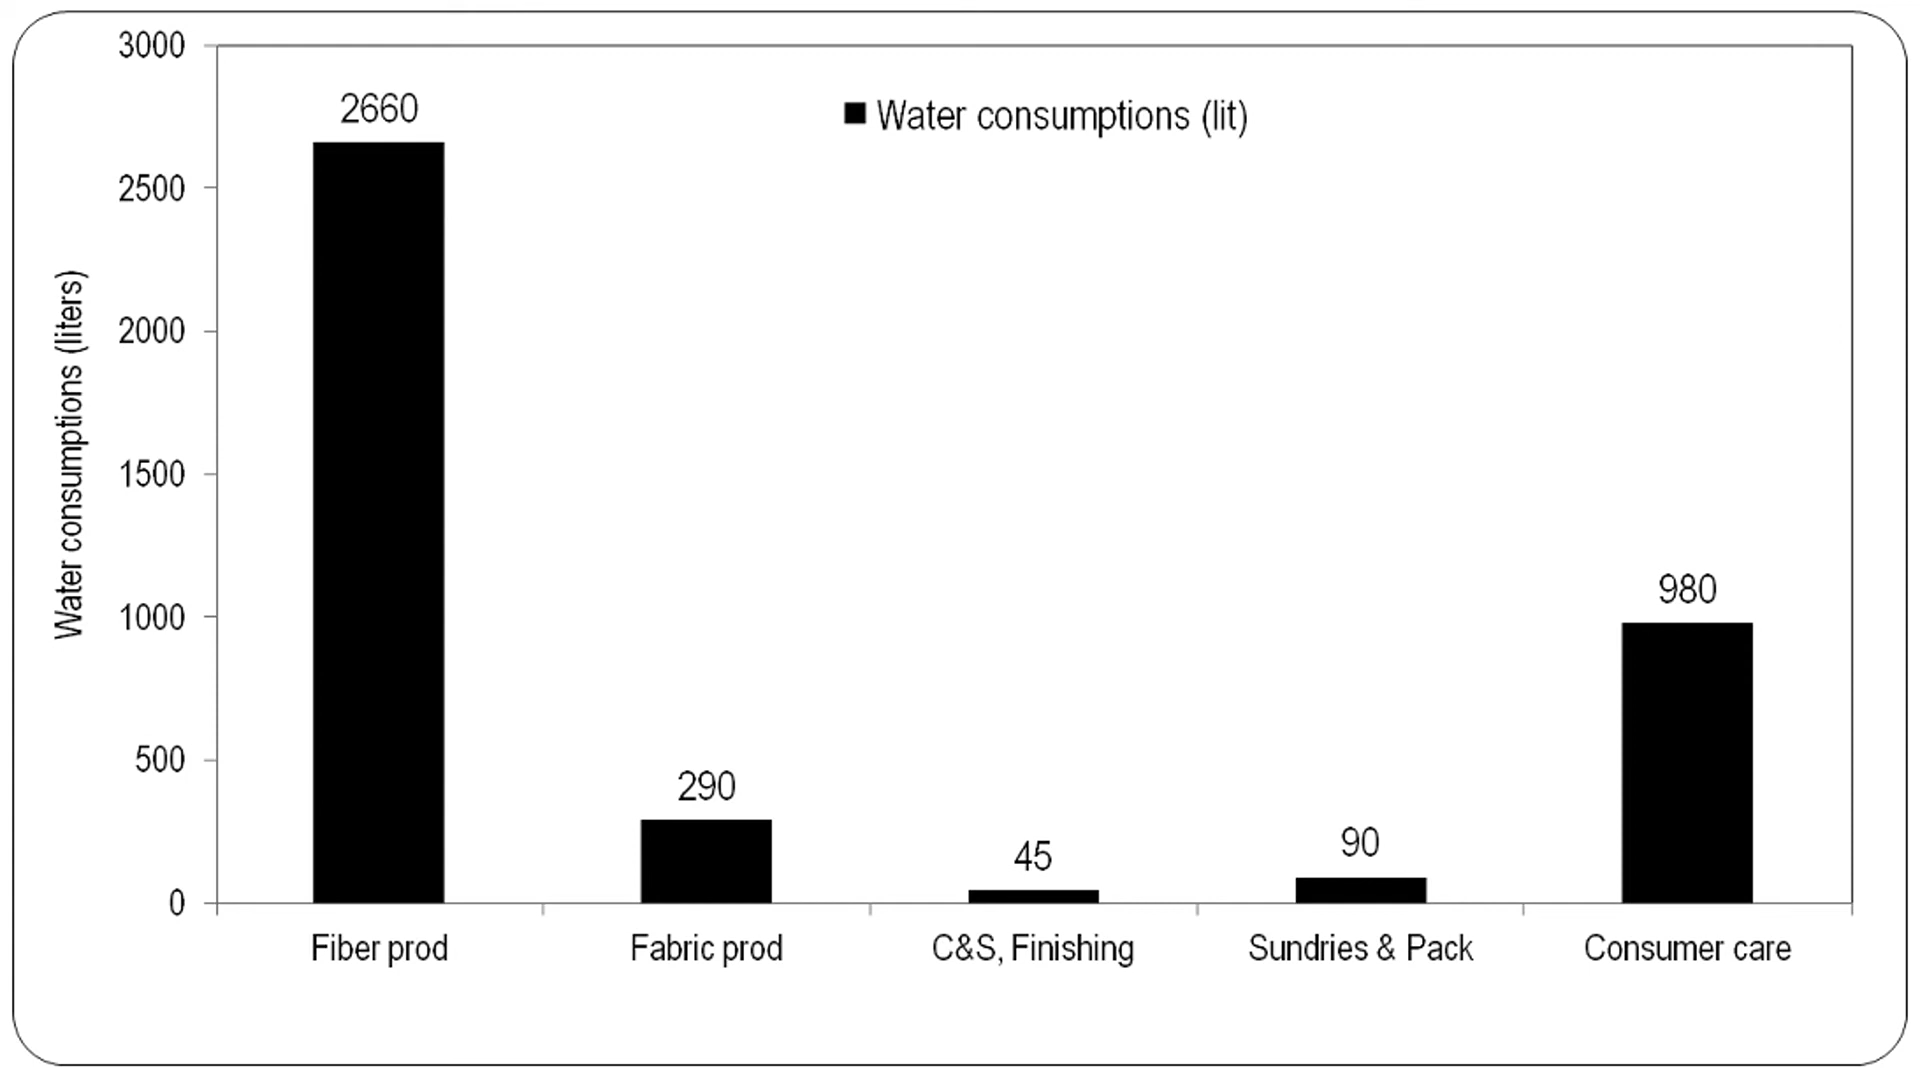 3000
2500
2000
1500
1000
500
0
Water consumptions (liters)
Water consumptions (lit)
2660
290
45
90
980
Fiber prod
Fabric prod
C&S, Finishing
Sundries & Pack
Consumer care